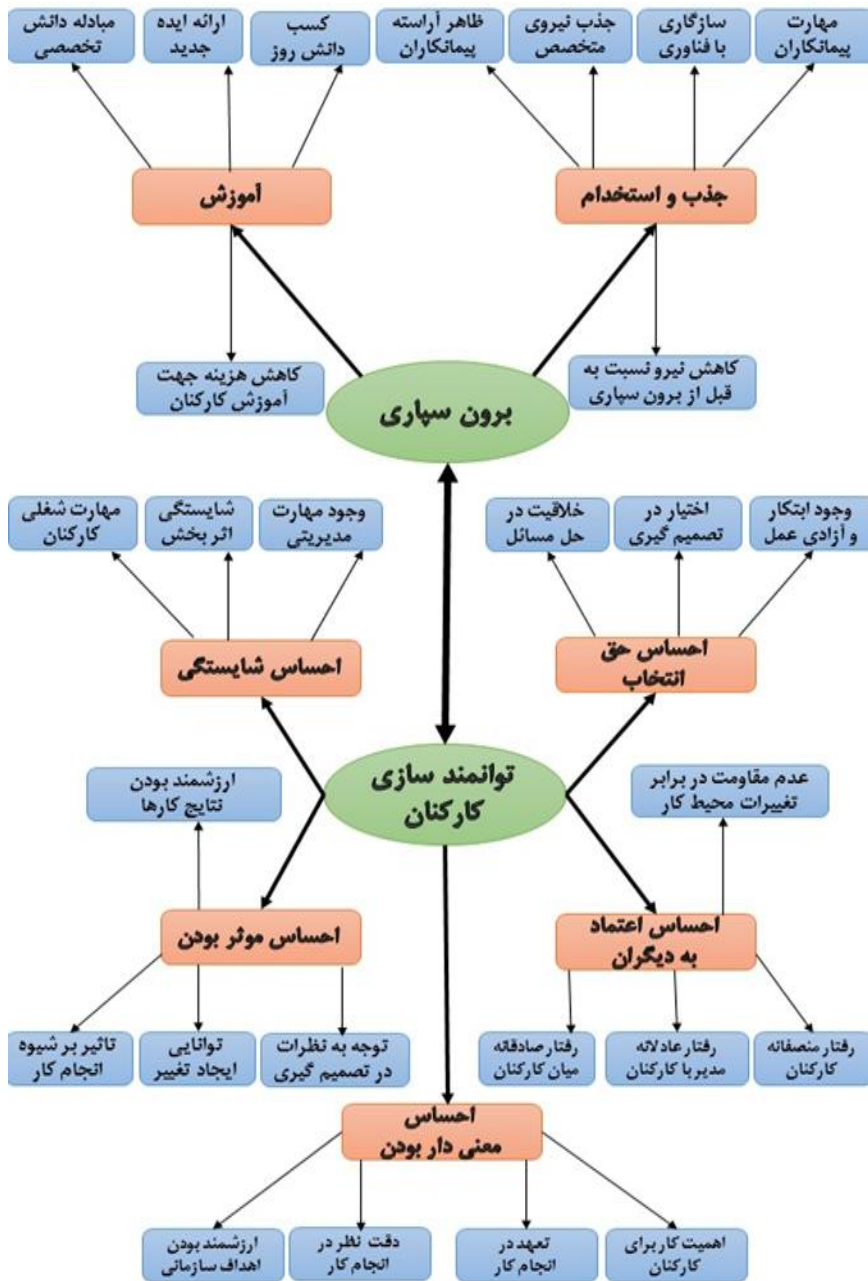 مهارت
پیمانکاران
سازگاری
با فناوری
جذب نیروی
متخصص
ظاهر آراسته
پیمانکاران
کسب
دانش روز
ارائه ایده
جدید
مبادله دانش
تخصصی
جذب و استخدام
آموزش
کاهش نیرو نسبت به
قبل از برون سپاری
کاهش هزینه جهت
آموزش کارکنان
برون سپاری
وجود ابتکار
و آزادی عمل
اختیار در
تصمیم گیری
خلاقیت در
حل مسائل
وجود مهارت
مدیریتی
شایستگی
اثر بخش
مهارت شغلی
کارکنان
احساس حق
انتخاب
احساس شایستگی
توانمند سازی
کارکنان
عدم مقاومت در برابر
تغییرات محیط کار
ارزشمند بودن
نتایج کارها
احساس اعتماد
به دیگران
احساس موثر بودن
رفتار منصفانه
کارکنان
رفتار عادلانه
مدیر با کارکنان
رفتار صادقانه
میان کارکنان
توجه به نظرات
در تصمیم گیری
توانایی
ایجاد تغییر
تاثیر بر شیوه
انجام کار
احساس
معنی دار بودن
اهمیت کار برای
کارکنان
تعهد در
انجام کار
دقت نظر در
انجام کار
ارزشمند بودن
اهداف سازمانی